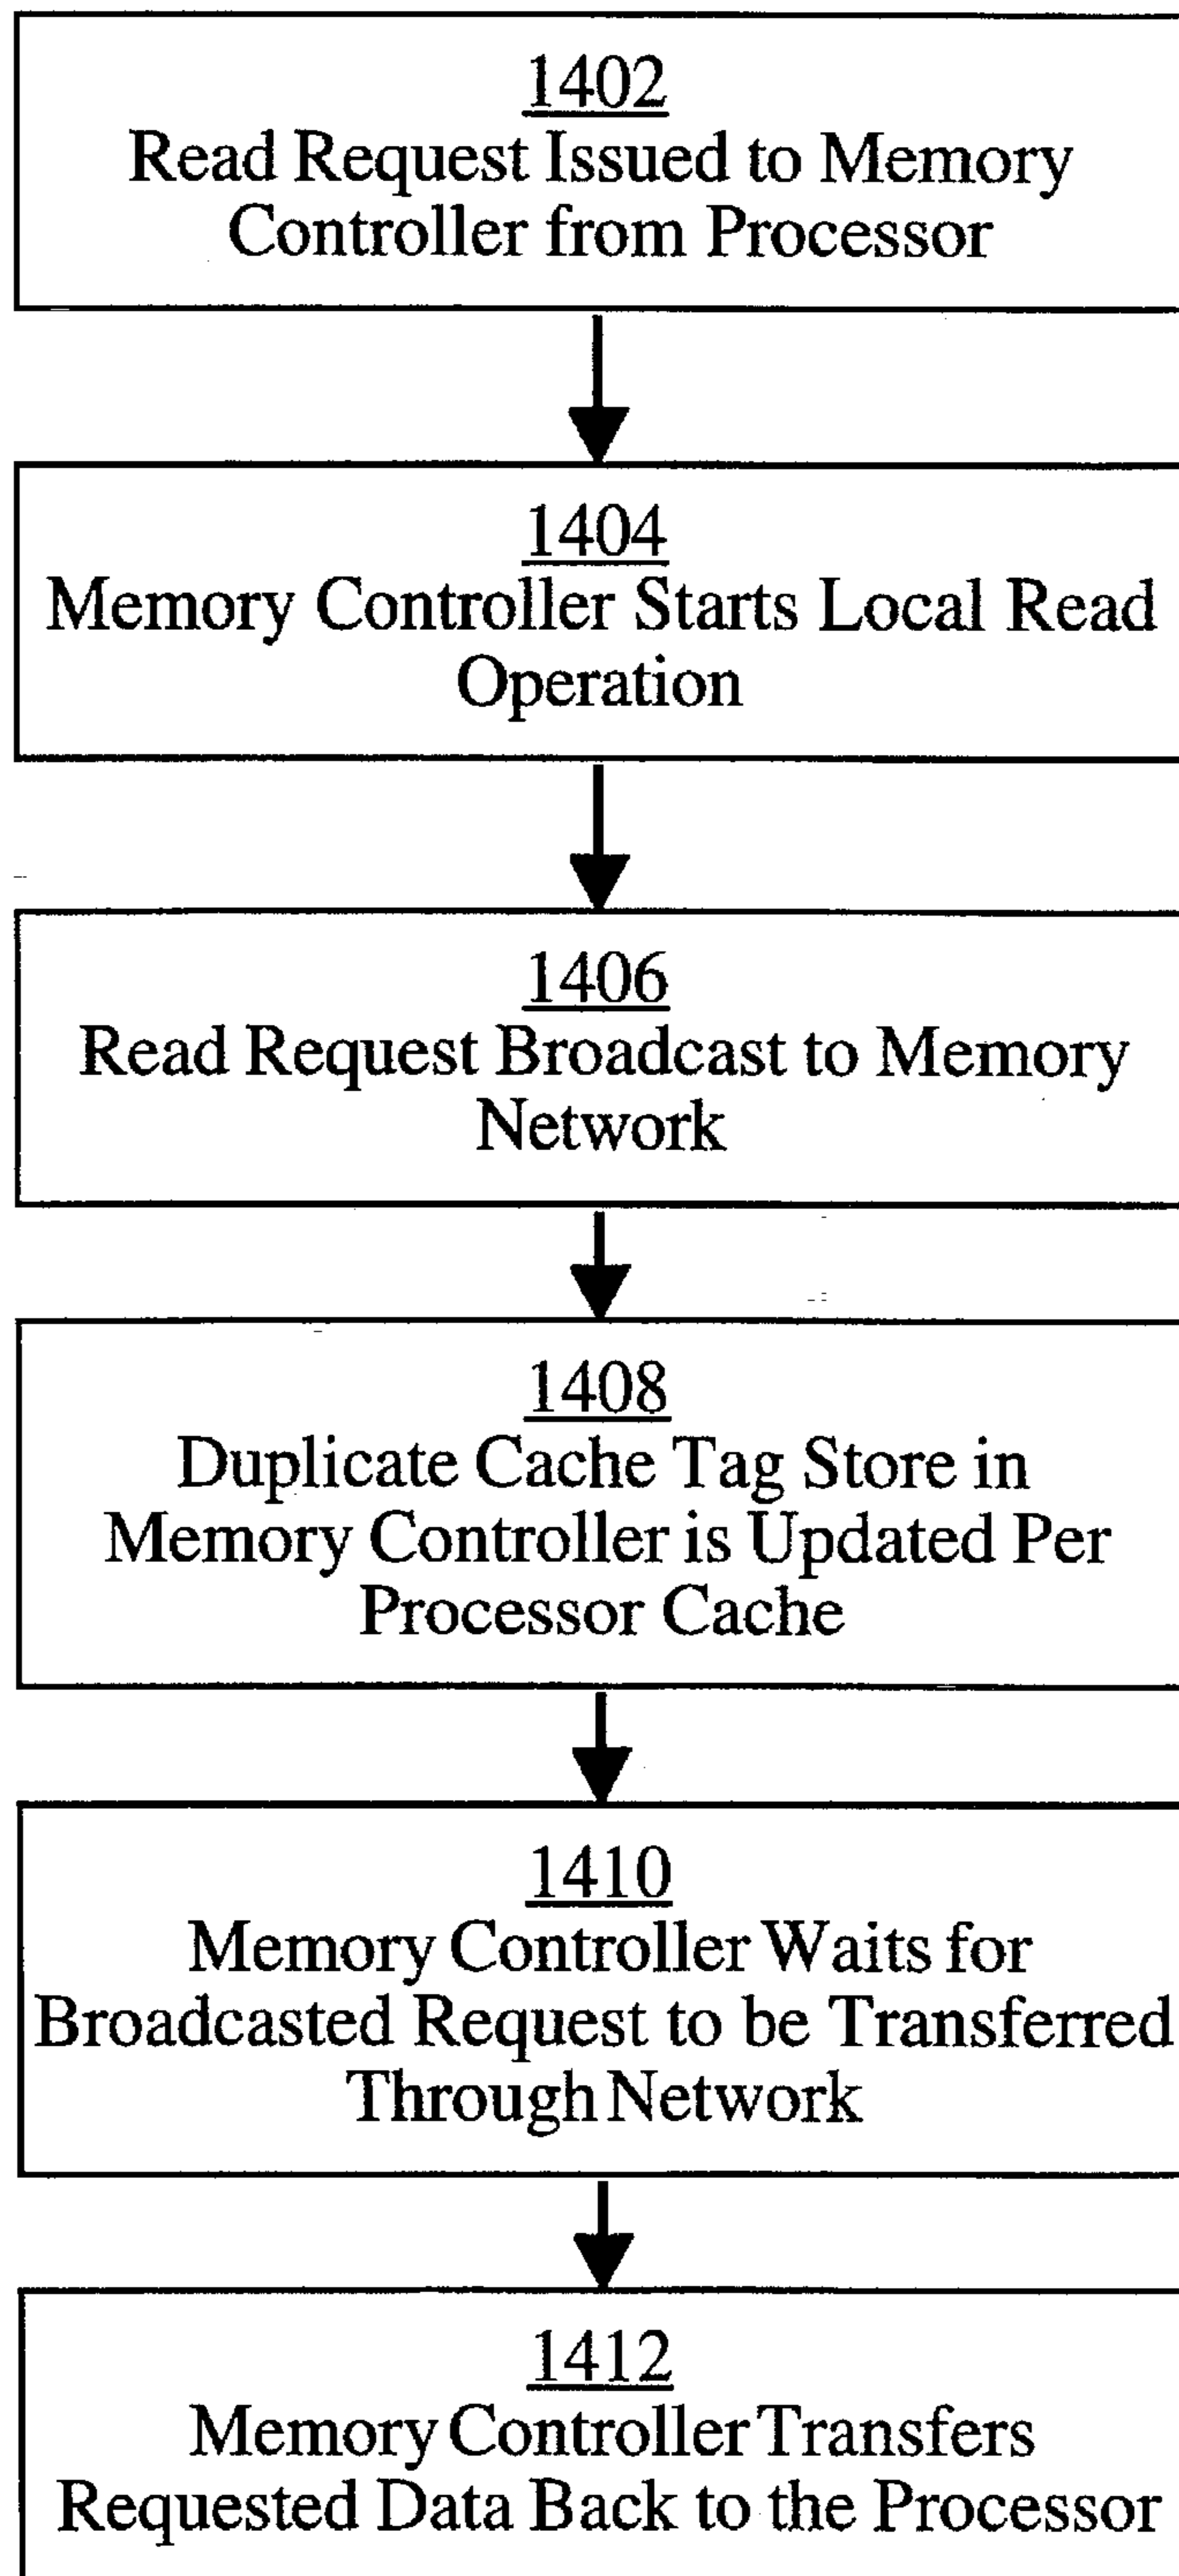 1402
Read Request Issued to Memory
Controller from Processor
1404
Memory Controller Starts Local Read
Operation
1406
Read Request Broadcast to Memory
Network
1408
Duplicate Cache Tag Store in
Memory Controller is Updated Per
Processor Cache
1410
Memory Controller Waits for
Broadcasted Request to be Transferred
Through Network
1412
Memory Controller Transfers
Requested Data Back to the Processor